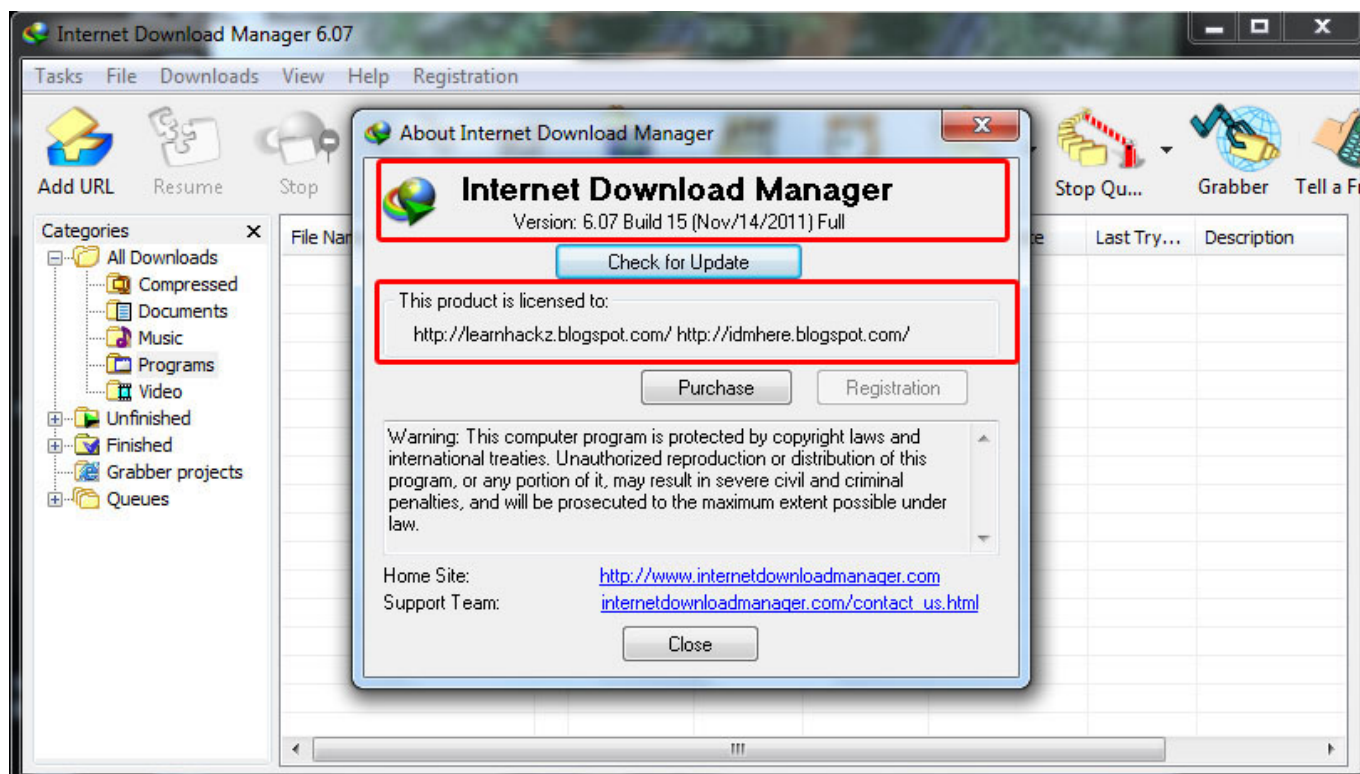 Internet Download Manager 6.07
Tasks File Downloads View Help Registration
Add URL
Resume
Stop
Stop Qu...
Grabber
Tell a
Categories
All Downloads
Compressed
Documents
Music
Programs
Video
Unfinished
Finished
Grabber projects
Queues
File
Last Try...
Description
About Internet Download Manager
Internet Download Manager
Version: 6.07 Build 15 (Nov/14/2011) Full
Check for Update
This product is licensed to:
http://learnhackz.blogspot.com/ http://idmhere.blogspot.com/
Purchase
Registration
Warning: This computer program is protected by copyright laws and
international treaties. Unauthorized reproduction or distribution of this
program, or any portion of it, may result in severe civil and criminal
penalties, and will be prosecuted to the maximum extent possible under
law.
Home Site: http://www.internetdownloadmanager.com
Support Team: internetdownloadmanager.com/contact_us.html
Close